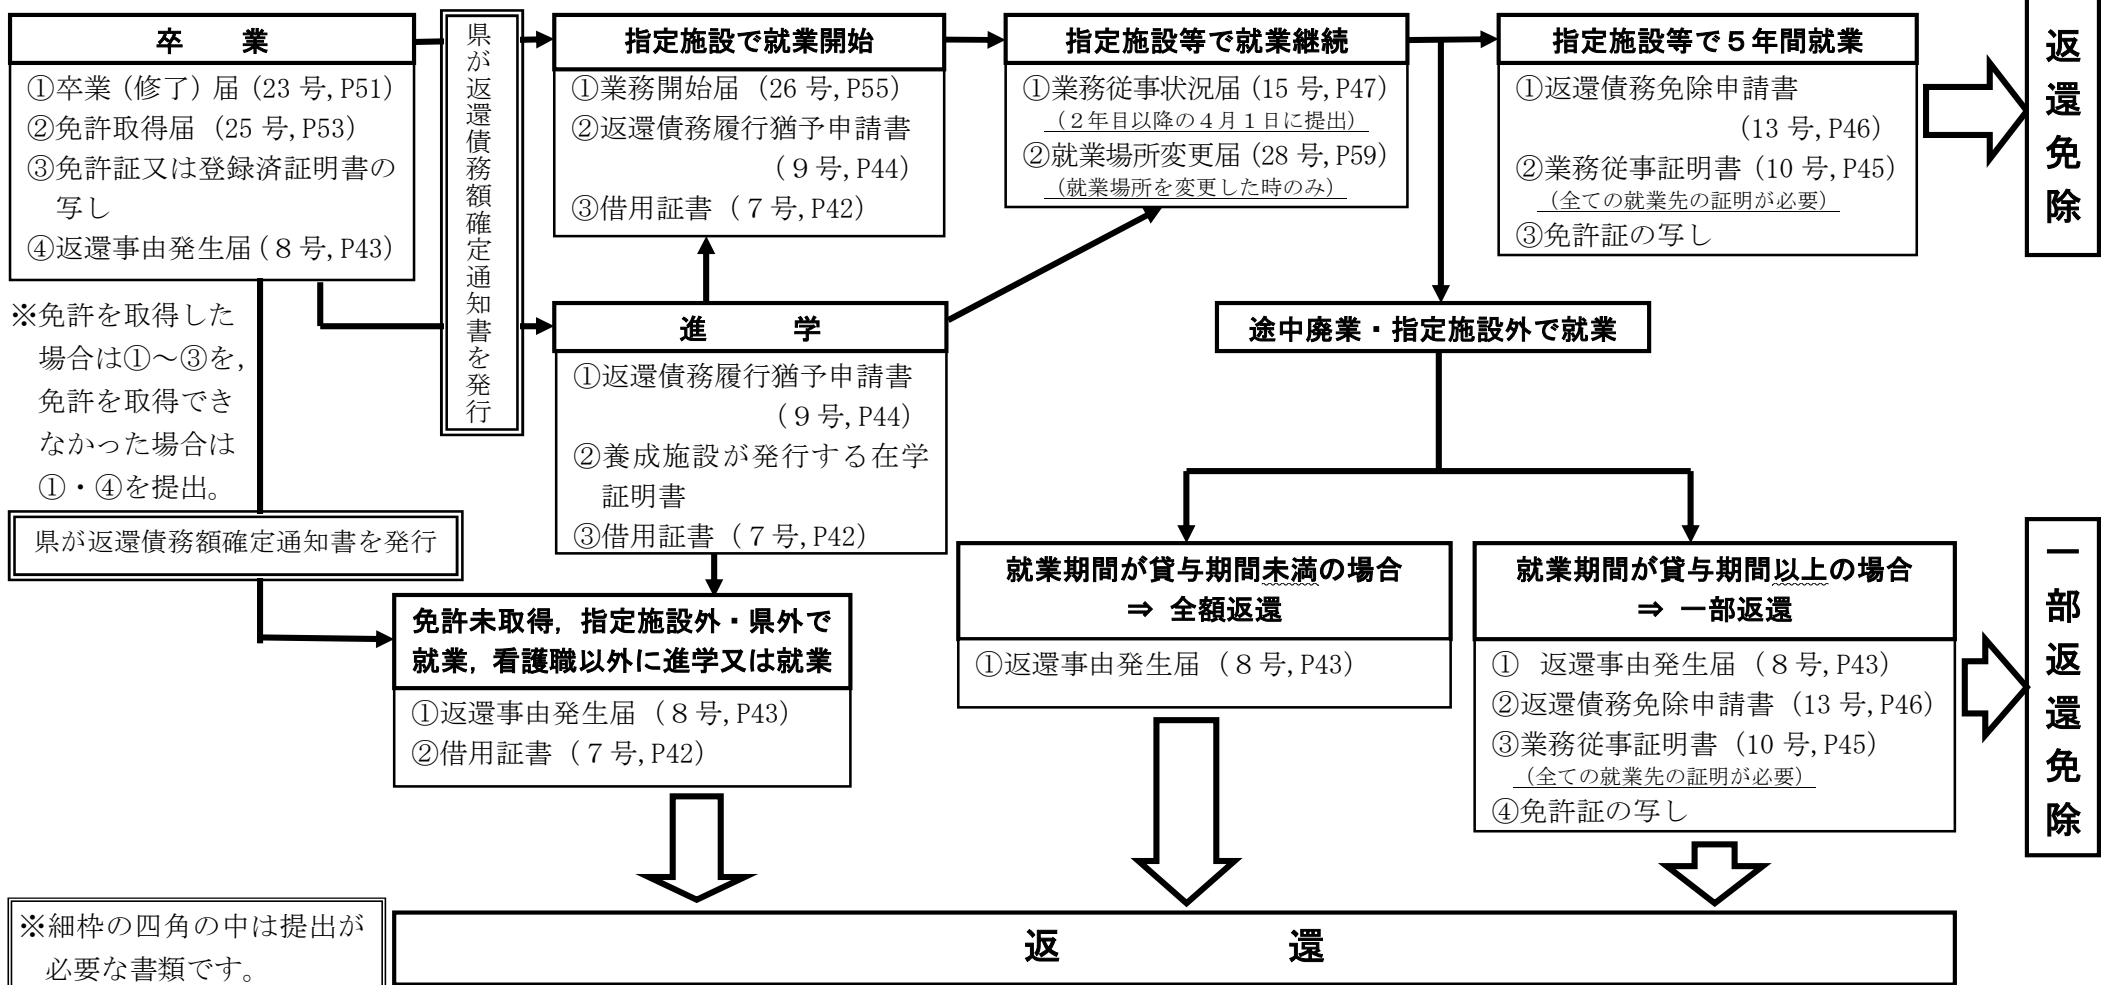 卒　　業
①卒業（修了）届（23 号, P51）
②免許取得届（25 号, P53）
③免許証又は登録済証明書の
写し
④返還事由発生届（８号, P43）
※免許を取得した
場合は①～③を,
免許を取得でき
なかった場合は
①・④を提出。
県が返還債務額確定通知書を発行
県が返還債務額確定通知書を発行
指定施設で就業開始
①業務開始届（26 号, P55）
②返還債務履行猶予申請書
（９号, P44）
③借用証書（７号, P42）
進　　学
①返還債務履行猶予申請書
（９号, P44）
②養成施設が発行する在学
証明書
③借用証書（７号, P42）
免許未取得，指定施設外・県外で
就業，看護職以外に進学又は就業
①返還事由発生届（８号, P43）
②借用証書（７号, P42）
指定施設等で就業継続
①業務従事状況届（15 号, P47）
（２年目以降の４月１日に提出）
②就業場所変更届（28 号, P59）
（就業場所を変更した時のみ）
指定施設等で５年間就業
①返還債務免除申請書
（13 号, P46）
②業務従事証明書（10 号, P45）
（全ての就業先の証明が必要）
③免許証の写し
返還免除
途中廃業・指定施設外で就業
就業期間が貸与期間未満の場合
⇒ 全額返還
①返還事由発生届（８号, P43）
就業期間が貸与期間以上の場合
⇒ 一部返還
①　返還事由発生届（８号, P43）
②返還債務免除申請書（13 号, P46）
③業務従事証明書（10 号, P45）
（全ての就業先の証明が必要）
④免許証の写し
一部返還免除
※細枠の四角の中は提出が
必要な書類です。
返　　還